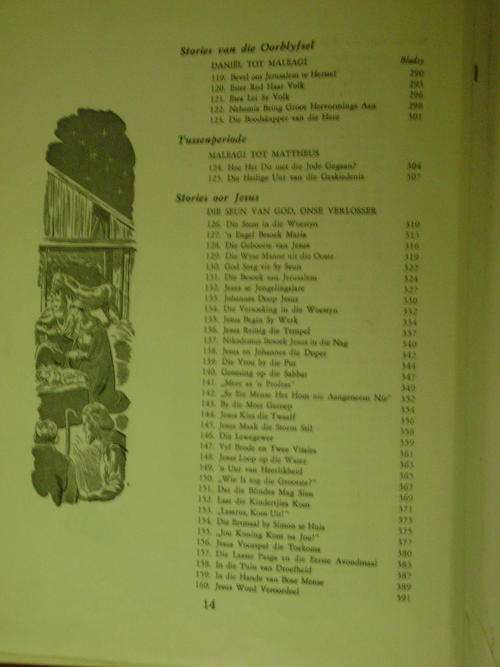 Stories van die Oorblyfsel
DANIËL TOT MALEAGI Bladsy
119. Bevel om Jerusalem te Herstel 290
120. Ester Red Haar Volk 293
121. Esra Lei Sy Volk 296
122. Nehemia Bring Groot Hervormings Aan 298
123. Die Boodskapper van die Here 301
Tussenperiode
MALEAGI TOT MATTHEUS
124. Hoe Het Dit met die Jode Gegaan? 304
125. Die Heilige Uur van die Geskiedenis 307
Stories oor Jesus
DIE SEUN VAN GOD, ONSE VERLOSSER
126. Die Stem in die Woestyn 310
127. 'n Engel Besoek Maria 313
128. Die Geboorte van Jesus 316
129. Die Wyse Manne uit die Ooste 319
130. God Sorg vir Sy Seun 322
131. Die Besoek van Jerusalem 324
132. Jesus se Jongelingsjare 327
133. Johannes Doop Jesus 330
134. Die Versoeking in die Woestyn 332
135. Jesus Begin Sy Werk 334
136. Jesus Reinig die Tempel 337
137. Nikodemus Besoek Jesus in die Nag 340
138. Jesus en Johannes die Doper 342
139. Die Vrou by die Put 344
140. Genesing op die Sabbat 347
141. „Meer as 'n Profeet” 349
142. „Sy Eie Mense Het Hom nie Aangeneem Nie” 352
143. By die Meer Geroep 354
144. Jesus Kies die Twaalf 356
145. Jesus Maak die Storm Stil 358
146. Die Lewegewer 359
147. Vyf Brode en Twee Vissies 361
148. Jesus Loop op die Water 363
149. 'n Uur van Heerlikheid 365
150. „Wie Is tog die Grootste?” 367
151. Dat die Blindes Mag Sien 369
152. Laat die Kindertjies Kom 371
153. „Lasarus, Kom Uit!” 373
154. Die Eetmaal by Simon se Huis 375
155. „Jou Koning Kom na Jou!” 377
156. Jesus Voorspel die Toekoms 380
157. Die Laaste Pasga en die Eerste Avondmaal 383
158. In die Tuin van Droefheid 387
159. In die Hande van Bose Mense 389
160. Jesus Word Veroordeel 391
14